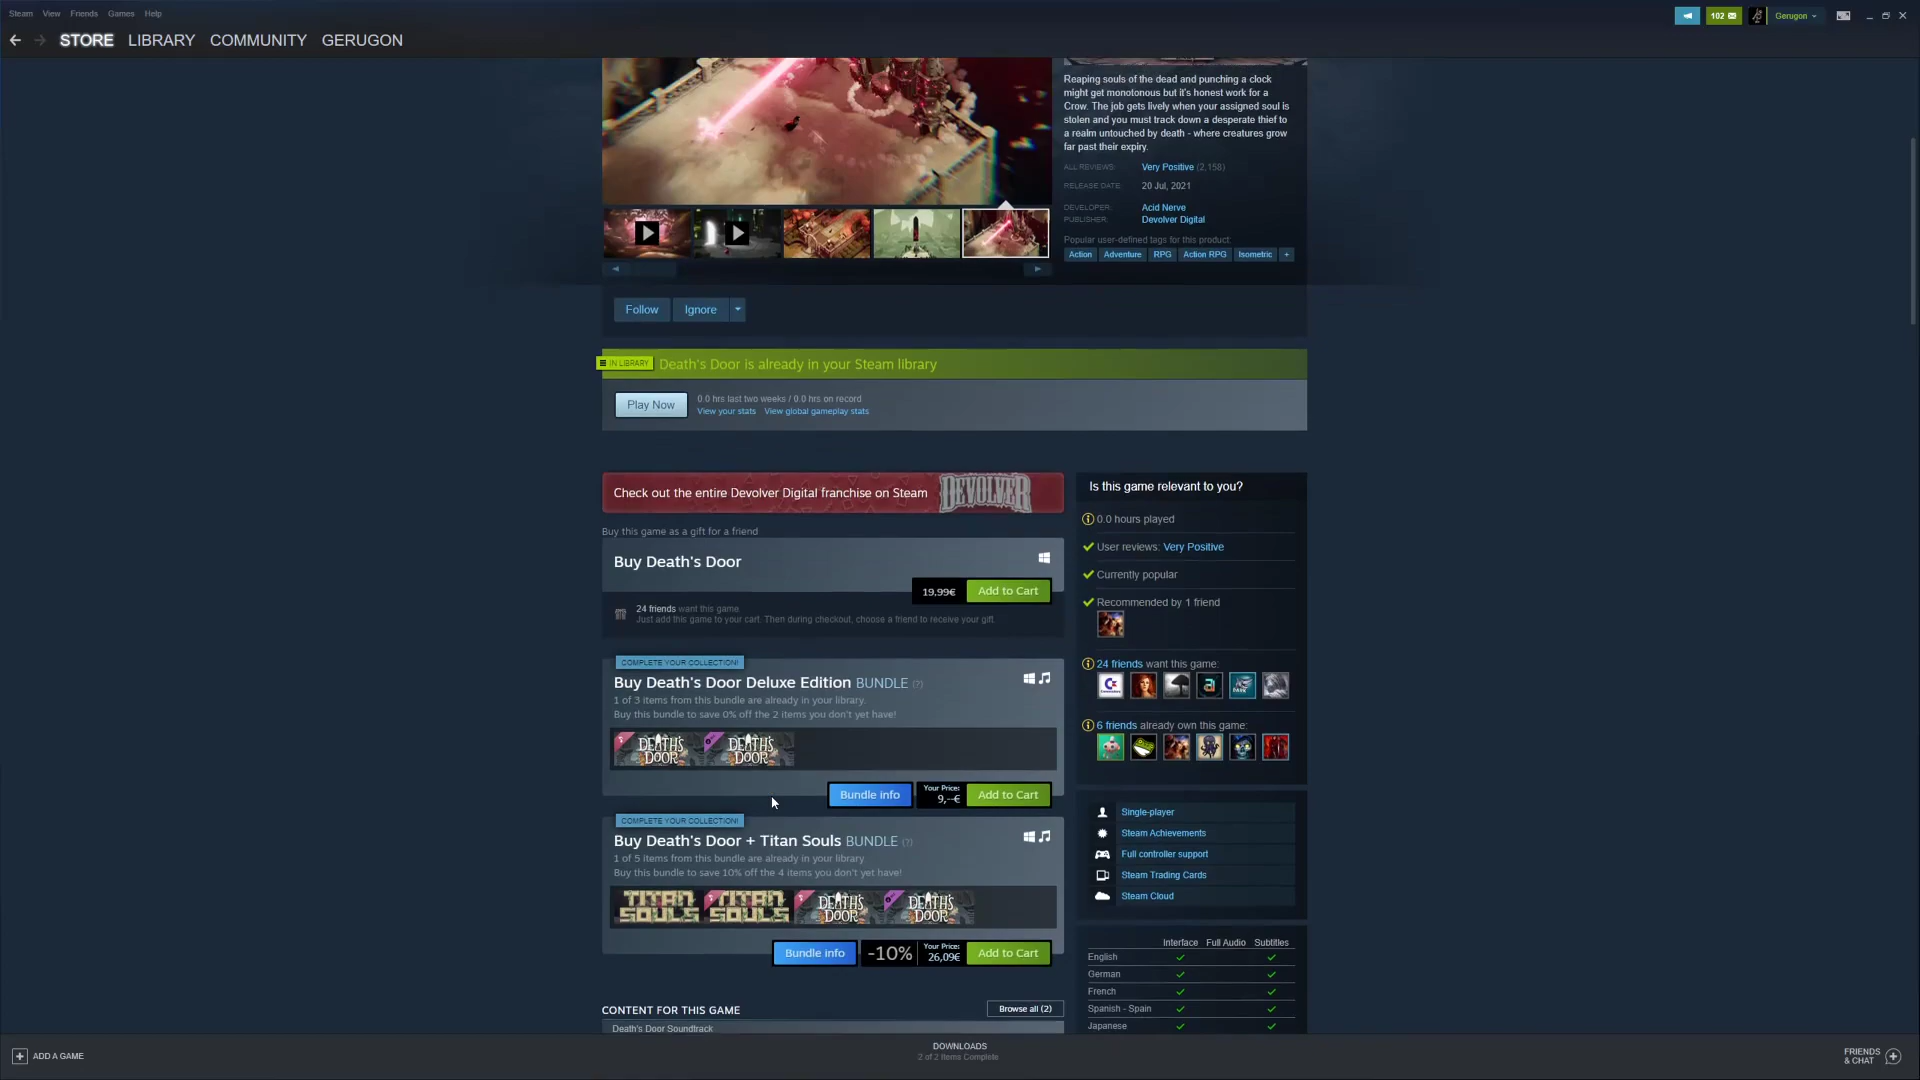 Steam View Friends Games Help
102
Gerugon
STORE LIBRARY COMMUNITY GERUGON
Reaping souls of the dead and punching a clock
might get monotonous but it's honest work for a
Crow. The job gets lively when your assigned soul is
stolen and you must track down a desperate thief to
a realm untouched by death - where creatures grow
far past their expiry.
ALL REVIEWS: Very Positive (2,158)
RELEASE DATE: 20 Jul, 2021
DEVELOPER: Acid Nerve
PUBLISHER: Devolver Digital
Popular user-defined tags for this product:
Action Adventure RPG Action RPG Isometric +
Follow Ignore
IN LIBRARY Death's Door is already in your Steam library
Play Now
0.0 hrs last two weeks / 0.0 hrs on record
View your stats View global gameplay stats
Check out the entire Devolver Digital franchise on Steam DEVOLVER
Buy this game as a gift for a friend
Buy Death's Door
19,99€ Add to Cart
24 friends want this game
Just add this game to your cart. Then during checkout, choose a friend to receive your gift.
COMPLETE YOUR COLLECTION!
Buy Death's Door Deluxe Edition BUNDLE (?)
1 of 3 items from this bundle are already in your library.
Buy this bundle to save 0% off the 2 items you don't yet have!
DEATH'S DOOR DEATH'S DOOR
Bundle info Your Price: 9,--€ Add to Cart
COMPLETE YOUR COLLECTION!
Buy Death's Door + Titan Souls BUNDLE (?)
1 of 5 items from this bundle are already in your library
Buy this bundle to save 10% off the 4 items you don't yet have!
TITAN SOULS TITAN SOULS DEATH'S DOOR DEATH'S DOOR
Bundle info -10% Your Price: 26,09€ Add to Cart
CONTENT FOR THIS GAME Browse all (2)
Death's Door Soundtrack
Is this game relevant to you?
0.0 hours played
User reviews: Very Positive
Currently popular
Recommended by 1 friend
24 friends want this game:
6 friends already own this game:
Single-player
Steam Achievements
Full controller support
Steam Trading Cards
Steam Cloud
Interface Full Audio Subtitles
English
German
French
Spanish - Spain
Japanese
+ ADD A GAME
DOWNLOADS
2 of 2 Items Complete
FRIENDS
& CHAT +